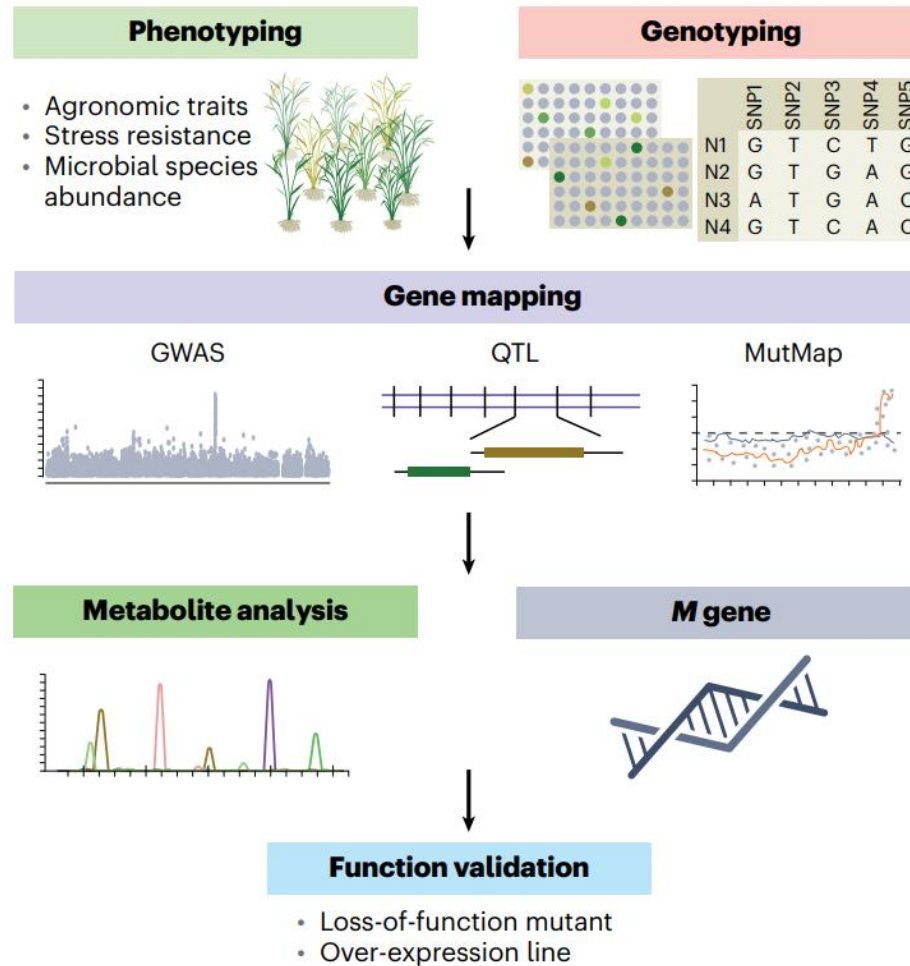 Phenotyping
• Agronomic traits
• Stress resistance
• Microbial species
abundance
Genotyping
SNP1 SNP2 SNP3 SNP4 SNP5
N1 G T C T G
N2 G T G A G
N3 A T G A C
N4 G T C A C
Gene mapping
GWAS
QTL
MutMap
Metabolite analysis
M gene
Function validation
• Loss-of-function mutant
• Over-expression line